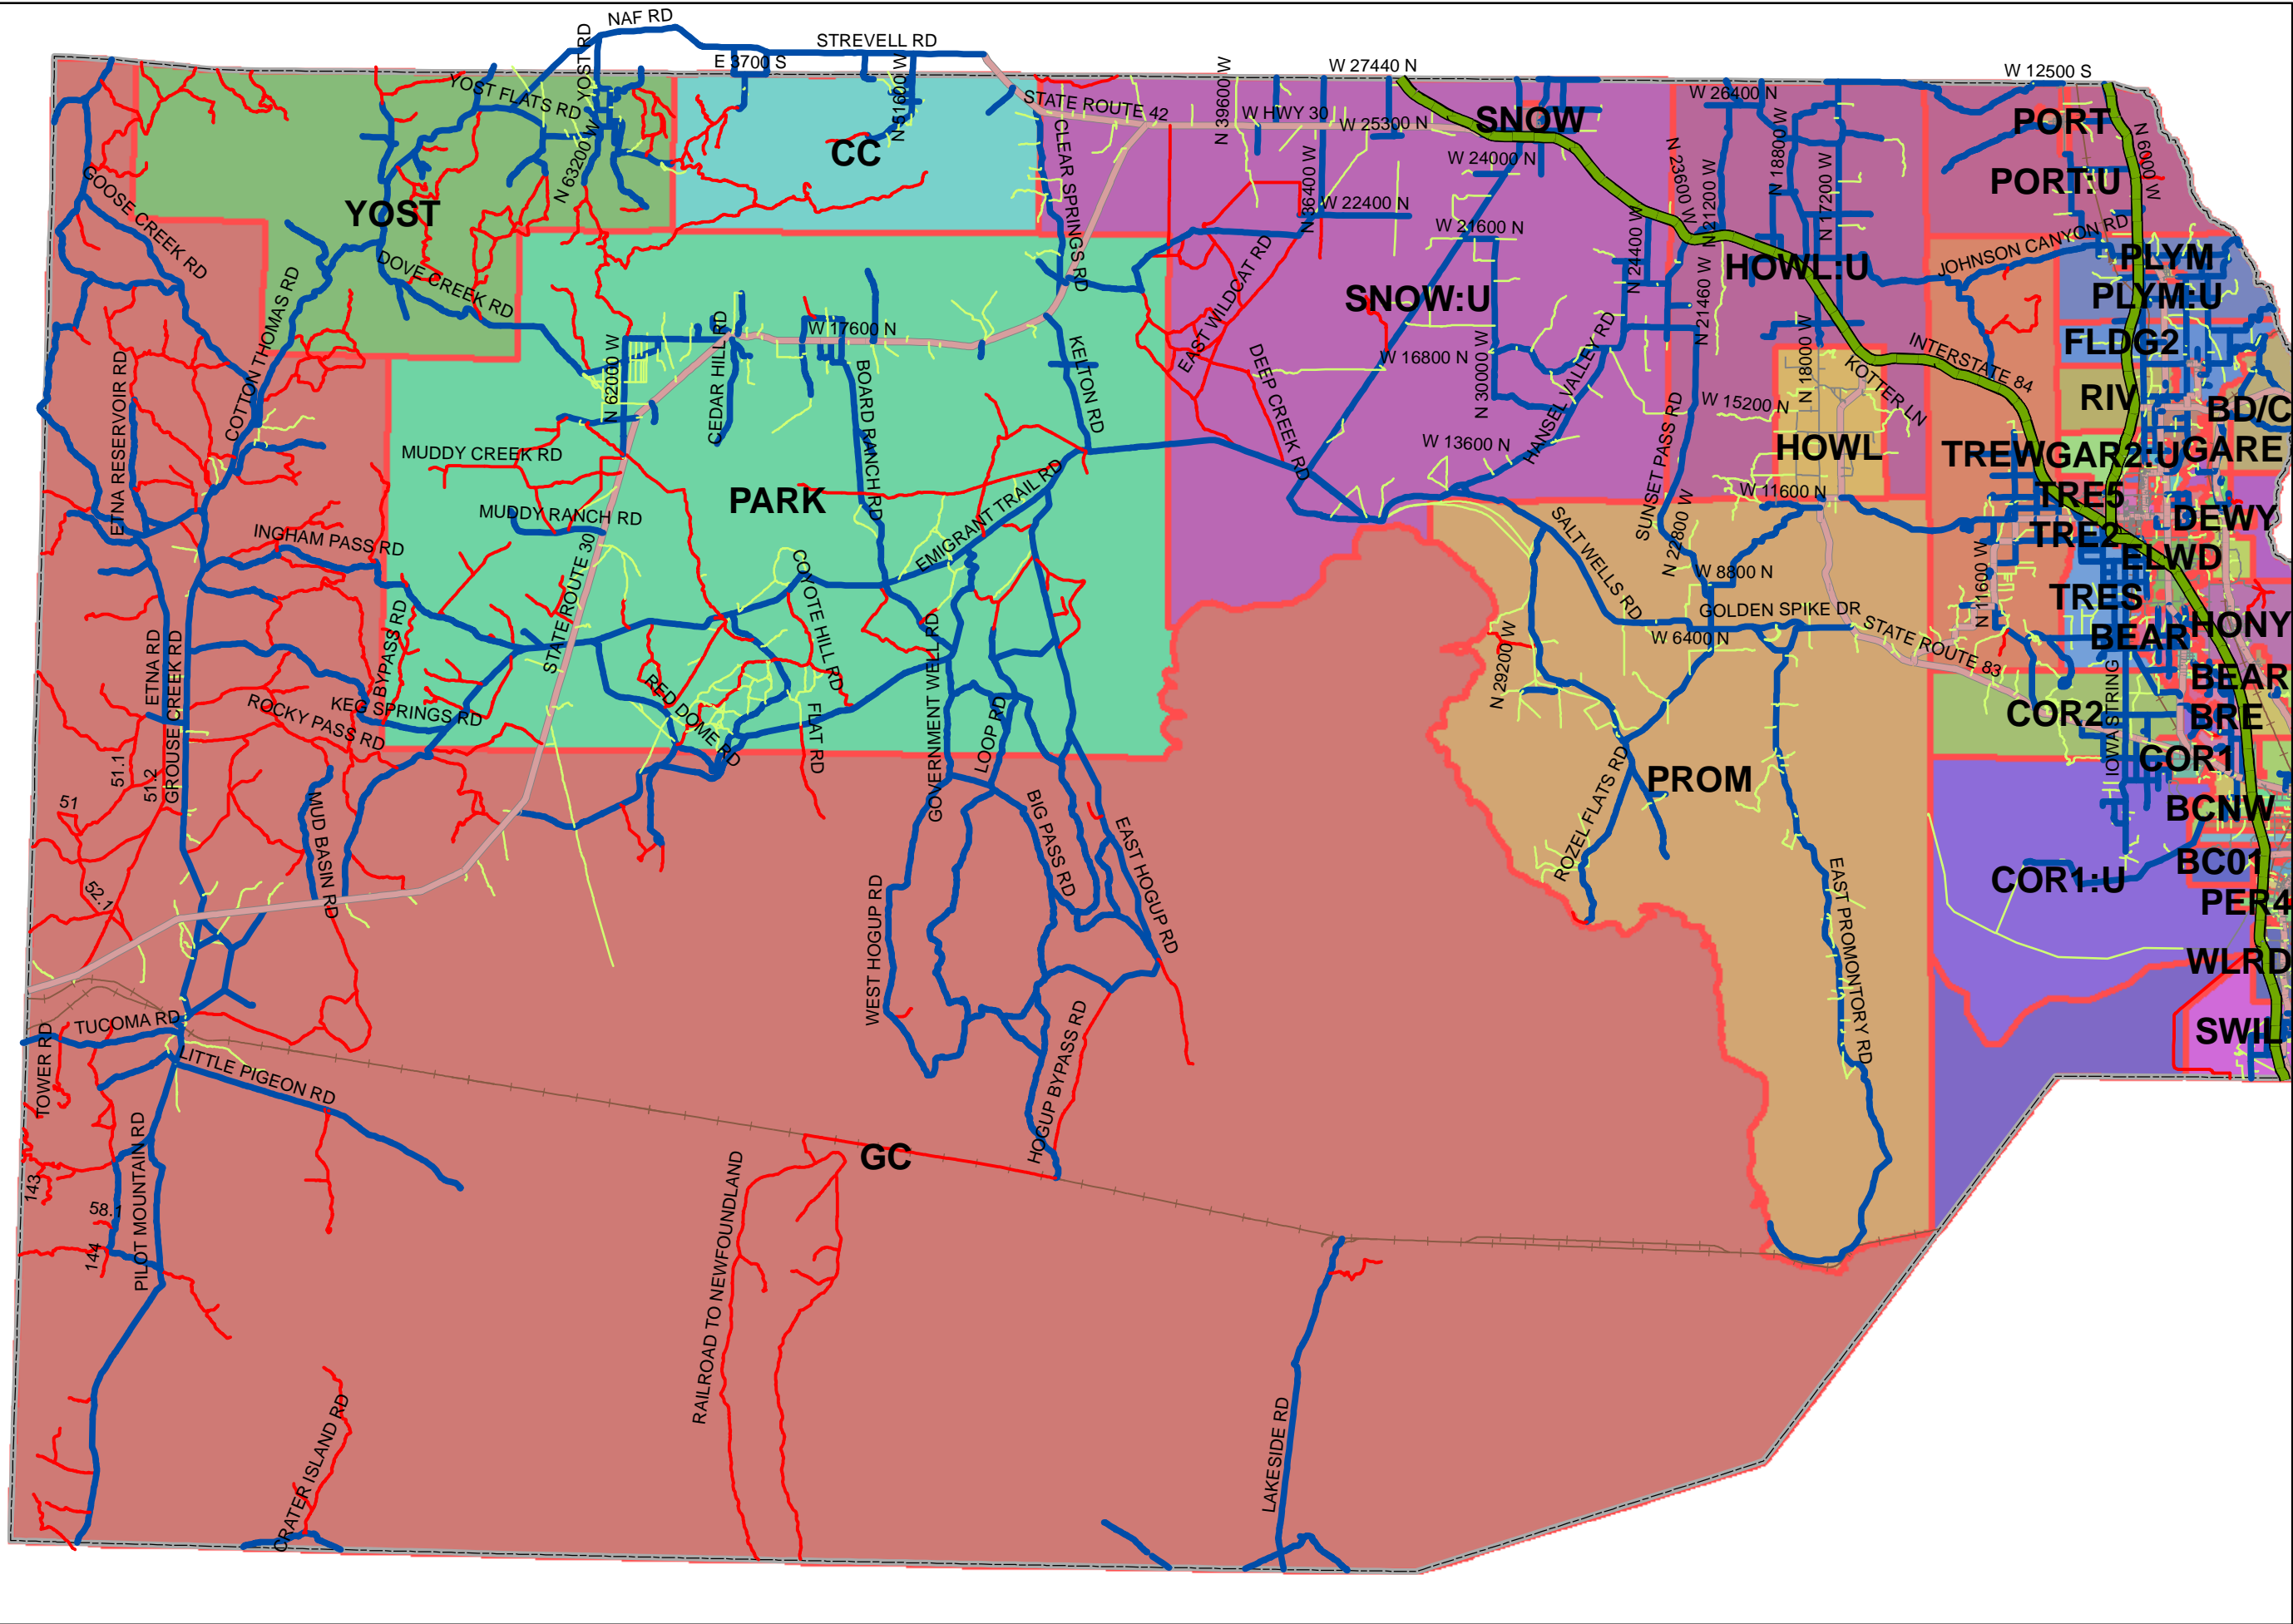 NAF RD
STREVELL RD
YOST RD
E 3700 S
N 51600 W
W 27440 N
W 12500 S
YOST FLATS RD
STATE ROUTE 42
N 39600 W
W HWY 30
W 25300 N
SNOW
W 26400 N
PORT
N 6000 W
CC
N 63200 W
CLEAR SPRINGS RD
W 24000 N
N 18800 W
N 23600 W
N 21200 W
N 17200 W
PORT:U
GOOSE CREEK RD
YOST
N 36400 W
W 22400 N
W 21600 N
N 24400 W
JOHNSON CANYON RD
DOVE CREEK RD
EAST WILDCAT RD
SNOW:U
HOWL:U
PLYM
PLYM:U
COTTON THOMAS RD
W 17600 N
KELTON RD
N 21460 W
FLDG2
ETNA RESERVOIR RD
N 62000 W
CEDAR HILL RD
BOARD RANCH RD
DEEP CREEK RD
W 16800 N
N 30000 W
HANSEL VALLEY RD
N 18000 W
KOTTER LN
INTERSTATE 84
RIV
BD/C
W 15200 N
MUDDY CREEK RD
W 13600 N
SUNSET PASS RD
HOWL
GAR2:U
GARE
PARK
W 11600 N
TRE5
MUDDY RANCH RD
EMIGRANT TRAIL RD
DEWY
INGHAM PASS RD
SALT WELLS RD
N 22800 W
TRE2
ELWD
STATE ROUTE 30
COYOTE HILL RD
W 8800 N
N 11600 W
TRES
GOLDEN SPIKE DR
W 6400 N
STATE ROUTE 83
BEAR
HONY
ETNA RD
GROUSE CREEK RD
BYPASS RD
GOVERNMENT WELL RD
N 29200 W
BEAR
KEG SPRINGS RD
ROCKY PASS RD
RED DOME RD
FLAT RD
LOOP RD
IOWA STRING
COR2
BRE
51.1
51.2
ROZEL FLATS RD
PROM
COR1
51
MUD BASIN RD
BIG PASS RD
EAST HOGUP RD
BCNW
52.1
WEST HOGUP RD
EAST PROMONTORY RD
COR1:U
BC01
PER4
WLRD
TUCOMA RD
TOWER RD
HOGUP BYPASS RD
SWIL
LITTLE PIGEON RD
PILOT MOUNTAIN RD
GC
143
58.1
144
RAILROAD TO NEWFOUNDLAND
CRATER ISLAND RD
LAKESIDE RD